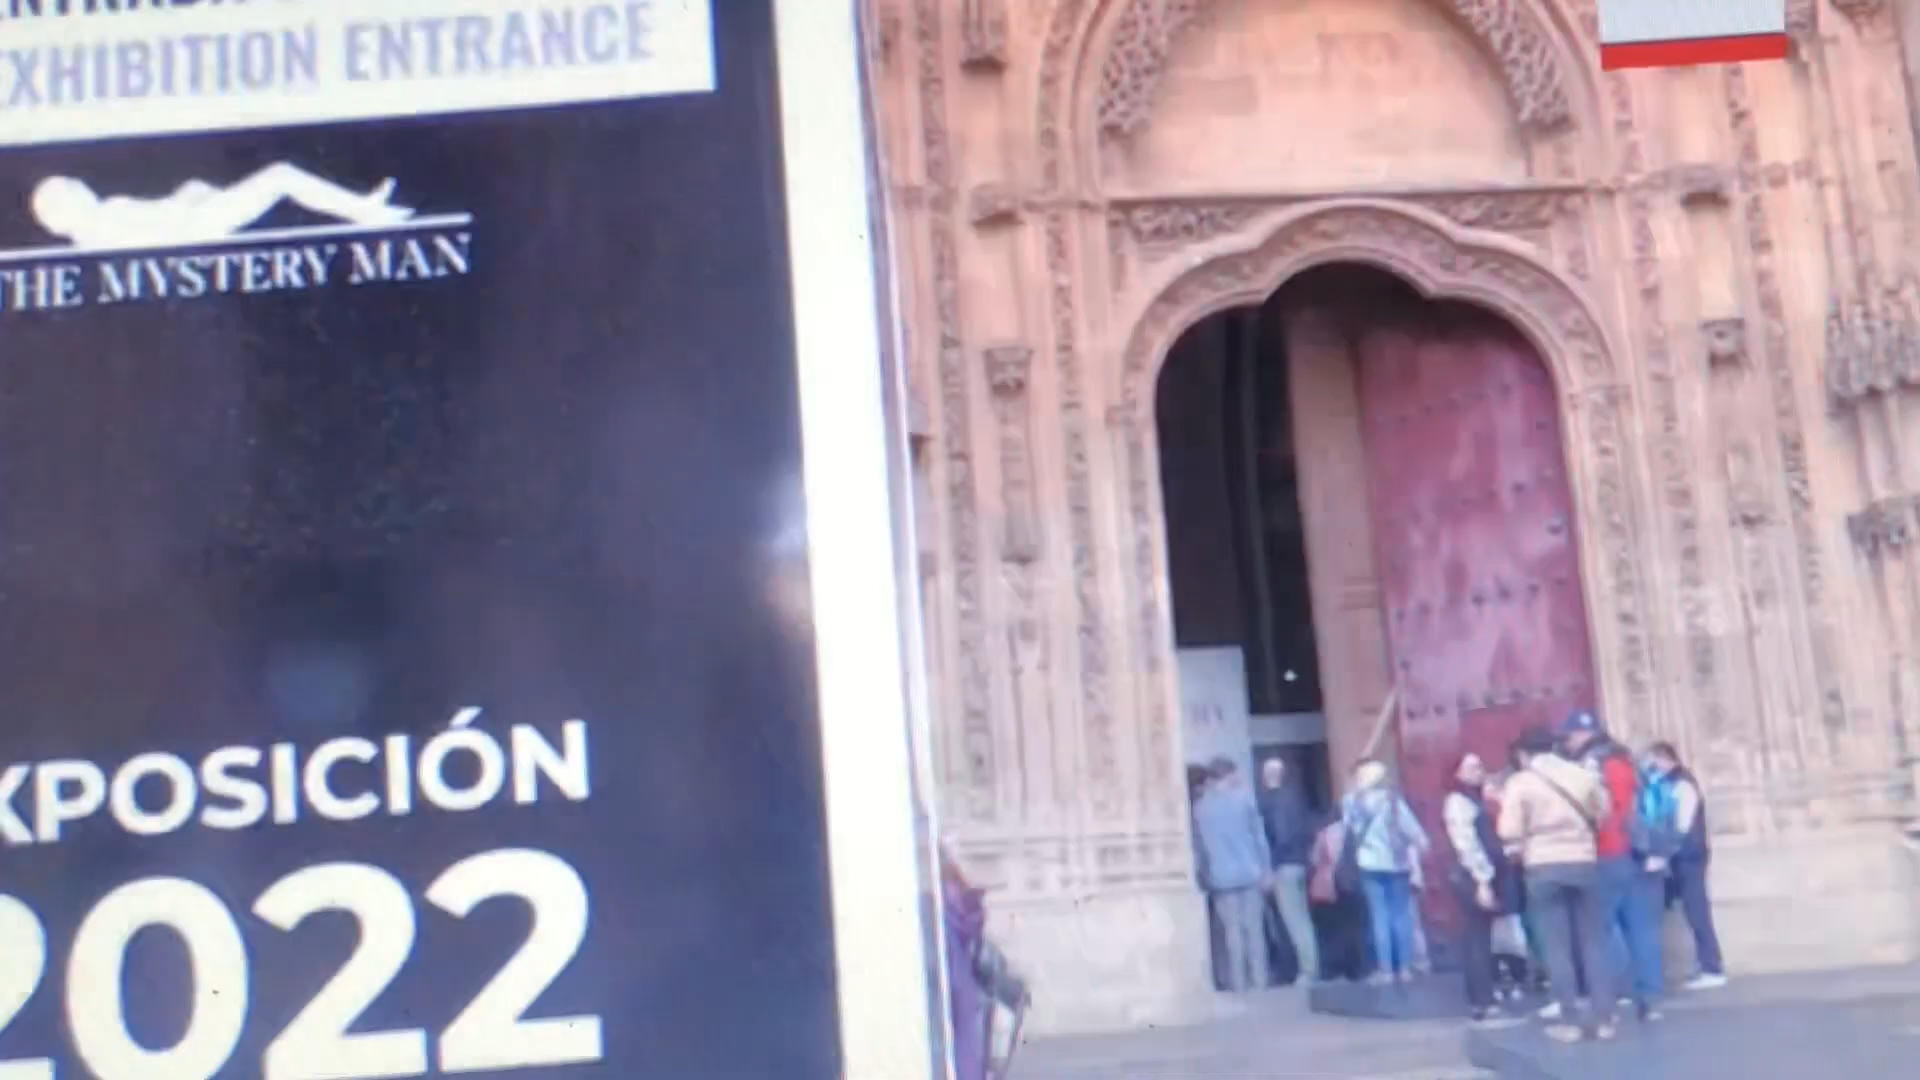 EXHIBITION ENTRANCE
THE MYSTERY MAN
XPOSICIÓN
2022